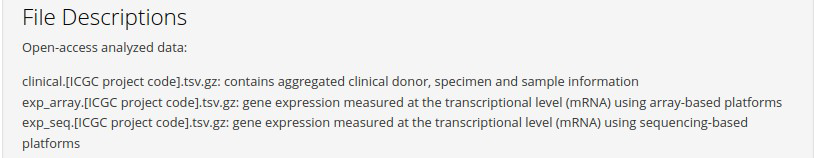 File Descriptions
Open-access analyzed data:
clinical.[ICGC project code].tsv.gz: contains aggregated clinical donor, specimen and sample information
exp_array.[ICGC project code].tsv.gz: gene expression measured at the transcriptional level (mRNA) using array-based platforms
exp_seq.[ICGC project code].tsv.gz: gene expression measured at the transcriptional level (mRNA) using sequencing-based
platforms